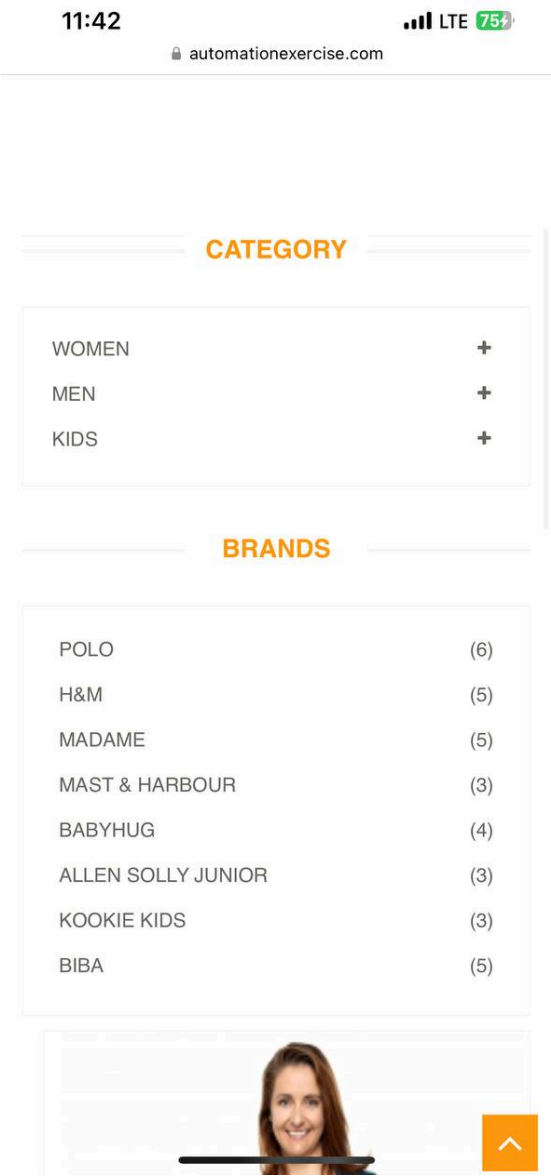 11:42 LTE 75
automationexercise.com
CATEGORY
WOMEN +
MEN +
KIDS +
BRANDS
POLO (6)
H&M (5)
MADAME (5)
MAST & HARBOUR (3)
BABYHUG (4)
ALLEN SOLLY JUNIOR (3)
KOOKIE KIDS (3)
BIBA (5)